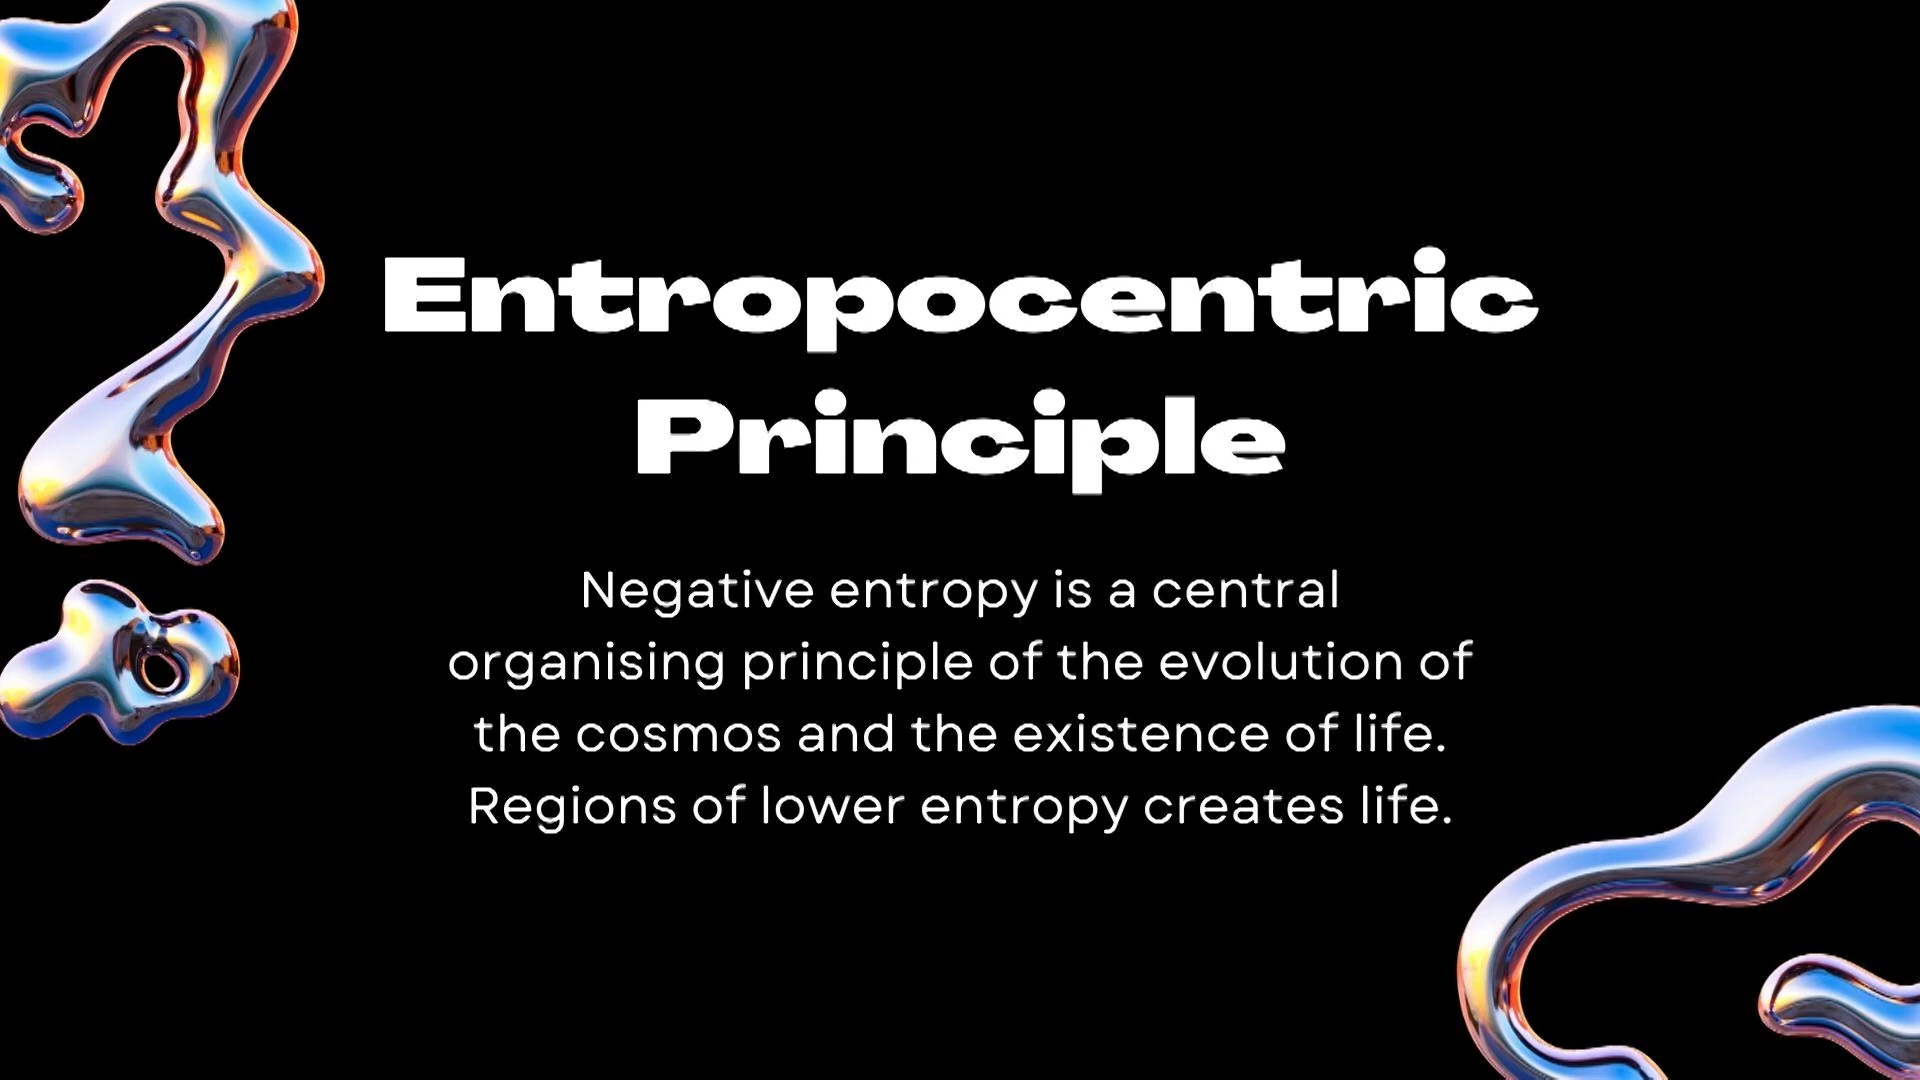 Entropocentric
Principle
Negative entropy is a central
organising principle of the evolution of
the cosmos and the existence of life.
Regions of lower entropy creates life.